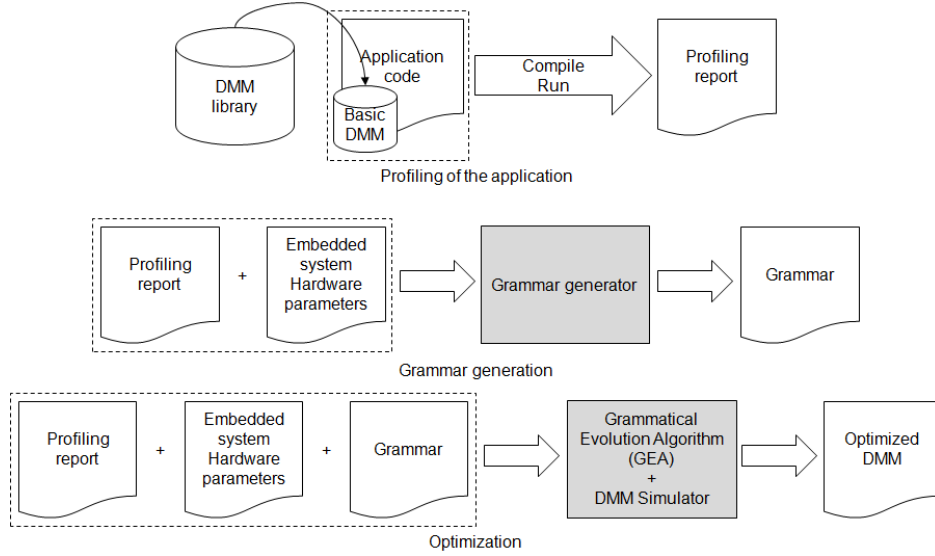 DMM
library
Application
code
Basic
DMM
Compile
Run
Profiling
report
Profiling of the application
Profiling
report
+
Embedded
system
Hardware
parameters
Grammar generator
Grammar
Grammar generation
Profiling
report
+
Embedded
system
Hardware
parameters
+
Grammar
Grammatical
Evolution Algorithm
(GEA)
+
DMM Simulator
Optimized
DMM
Optimization